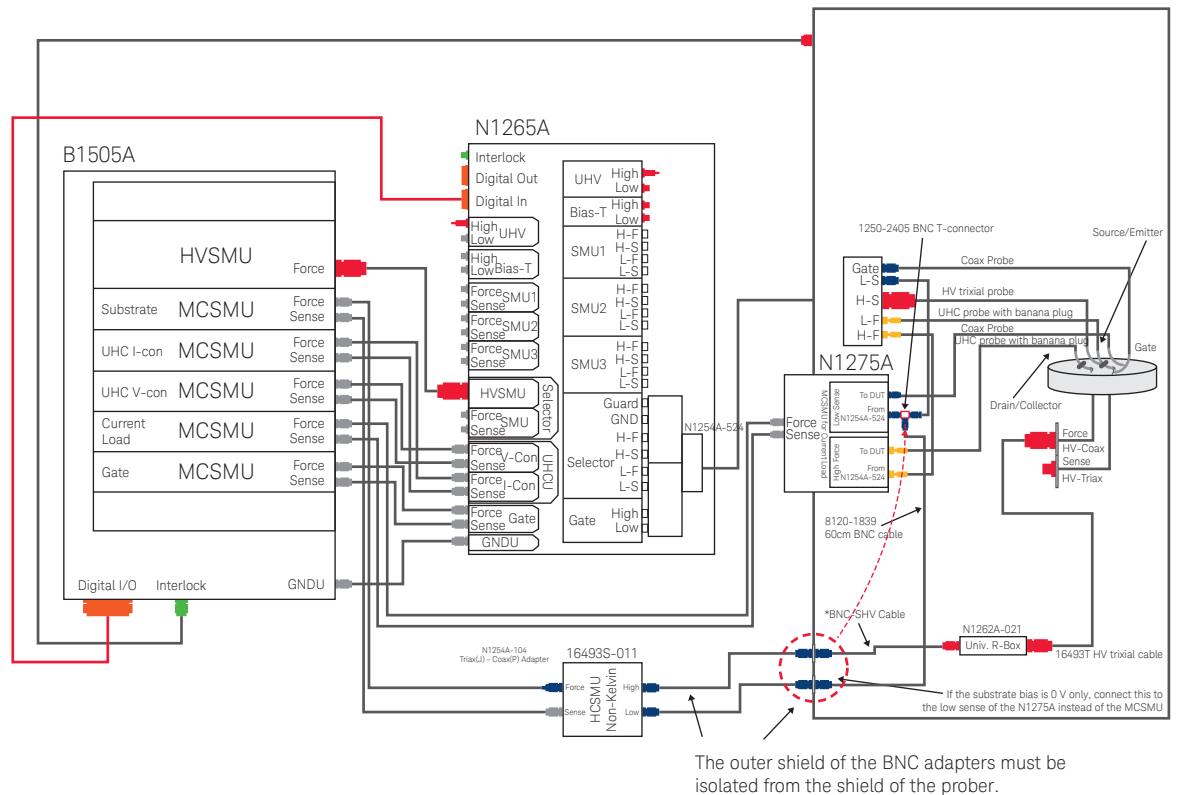 B1505A
HVSMU
Force
Substrate
MCSMU
Force
Sense
UHC I-con
MCSMU
Force
Sense
UHC V-con
MCSMU
Force
Sense
Current
Load
MCSMU
Force
Sense
Gate
MCSMU
Force
Sense
Digital I/O
Interlock
GNDU
N1265A
Interlock
Digital Out
Digital In
High
Low
UHV
High
Low
Bias-T
Force
Sense
SMU1
Force
Sense
SMU2
Force
Sense
SMU3
HVSMU
Force
Sense
SMU
Selector
Force
Sense
V-Con
Force
Sense
I-Con
UHCU
Force
Sense
Gate
GNDU
UHV
High
Low
Bias-T
High
Low
SMU1
H-F
H-S
L-F
L-S
SMU2
H-F
H-S
L-F
L-S
SMU3
H-F
H-S
L-F
L-S
Selector
Guard
GND
H-F
H-S
L-F
L-S
Gate
High
Low
N1254A-524
1250-2405 BNC T-connector
Source/Emitter
Gate
L-S
H-S
L-F
H-F
Coax Probe
HV trixial probe
UHC probe with banana plug
Coax Probe
UHC probe with banana plug
Gate
Drain/Collector
N1275A
Force
Sense
MCSMU for Current Load
Low Sense
To DUT
From
N1254A-524
High Force
To DUT
From
N1254A-524
Force
HV-Coax
Sense
HV-Triax
8120-1839
60cm BNC cable
*BNC-SHV Cable
N1262A-021
Univ. R-Box
16493T HV trixial cable
N1254A-104
Triax(J) - Coax(P) Adapter
16493S-011
Force
Sense
HCSMU
Non-Kelvin
High
Low
If the substrate bias is 0 V only, connect this to
the low sense of the N1275A instead of the MCSMU
The outer shield of the BNC adapters must be
isolated from the shield of the prober.